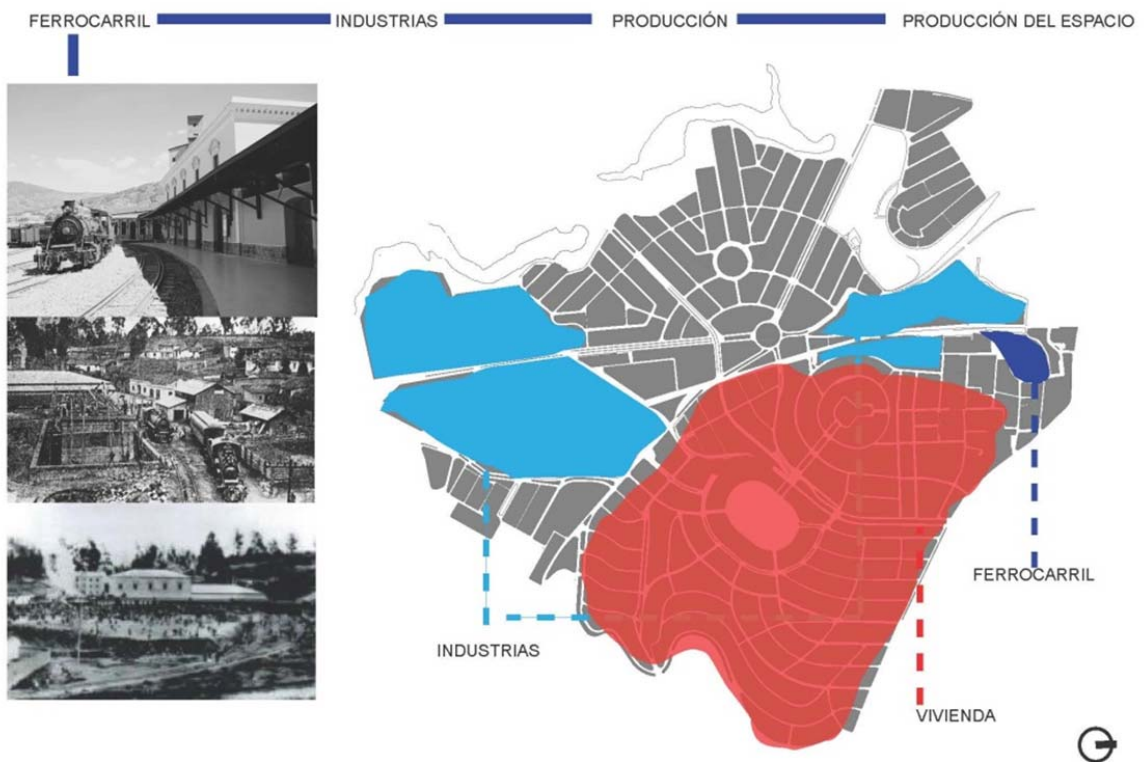 FERROCARRIL INDUSTRIAS PRODUCCIÓN PRODUCCIÓN DEL ESPACIO
FERROCARRIL
INDUSTRIAS
VIVIENDA